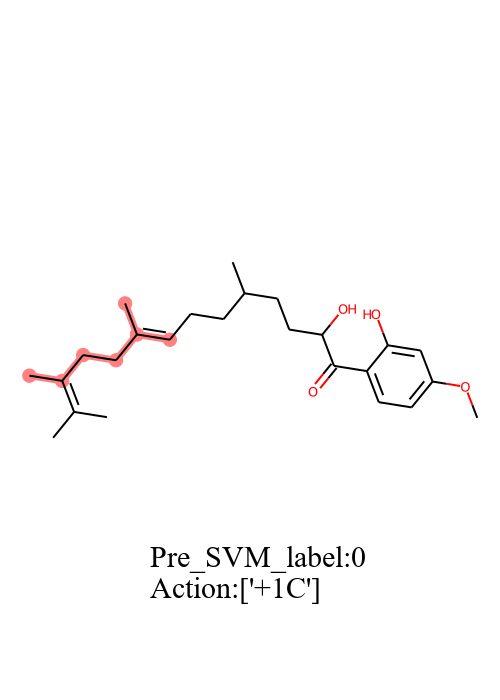 OH
HO
O
O
Pre_SVM_label:0
Action:['+1C']